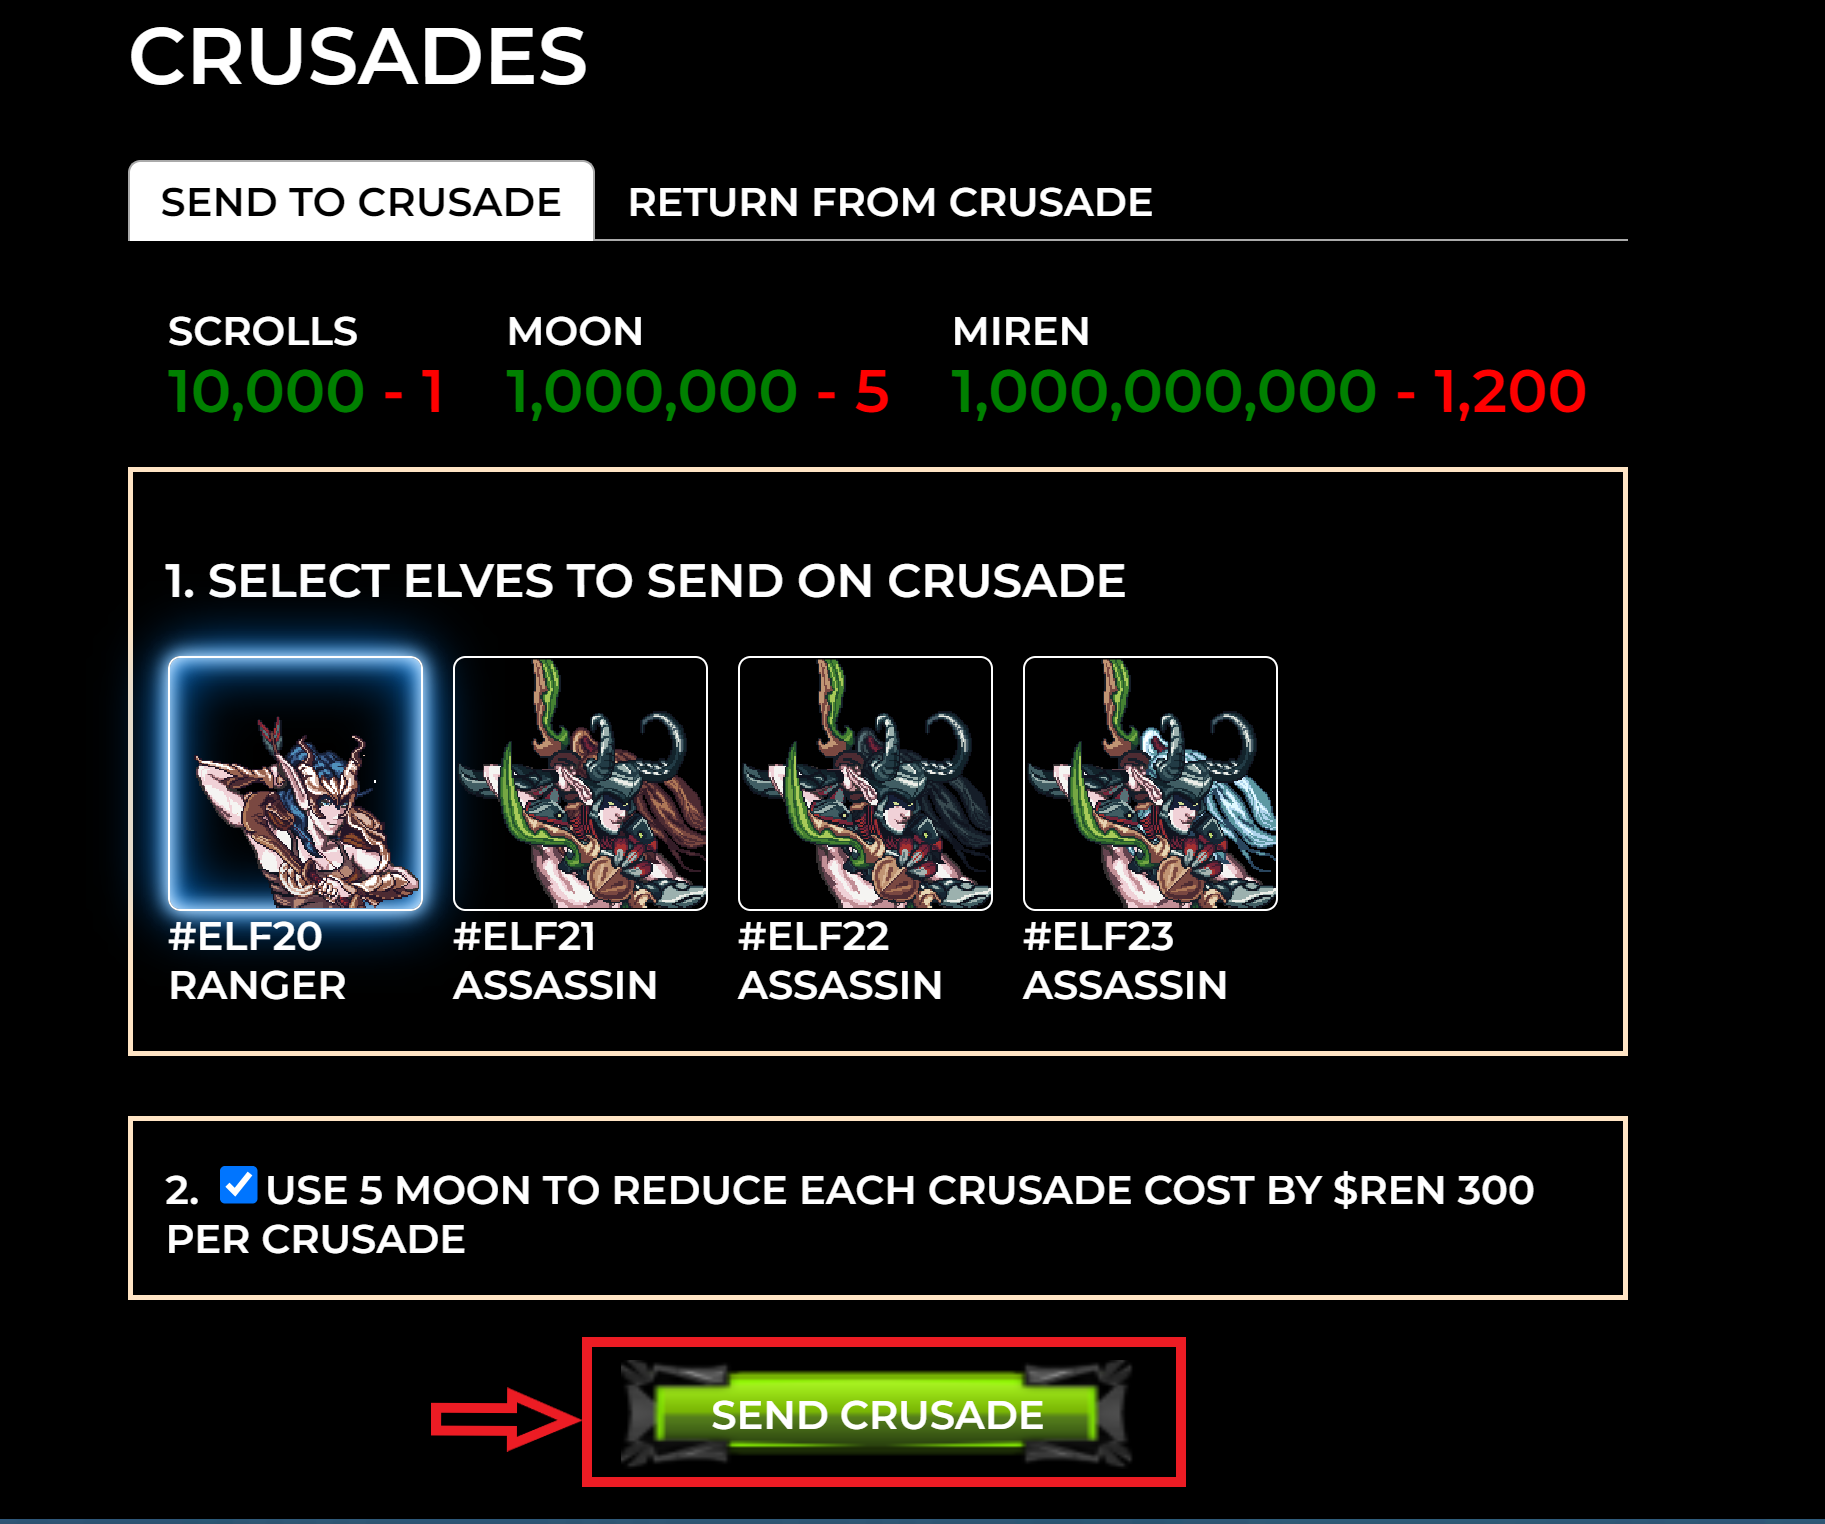 CRUSADES
SEND TO CRUSADE RETURN FROM CRUSADE
SCROLLS MOON MIREN
10,000 - 1 1,000,000 - 5 1,000,000,000 - 1,200
1. SELECT ELVES TO SEND ON CRUSADE
#ELF20 #ELF21 #ELF22 #ELF23
RANGER ASSASSIN ASSASSIN ASSASSIN
2. USE 5 MOON TO REDUCE EACH CRUSADE COST BY $REN 300
PER CRUSADE
SEND CRUSADE